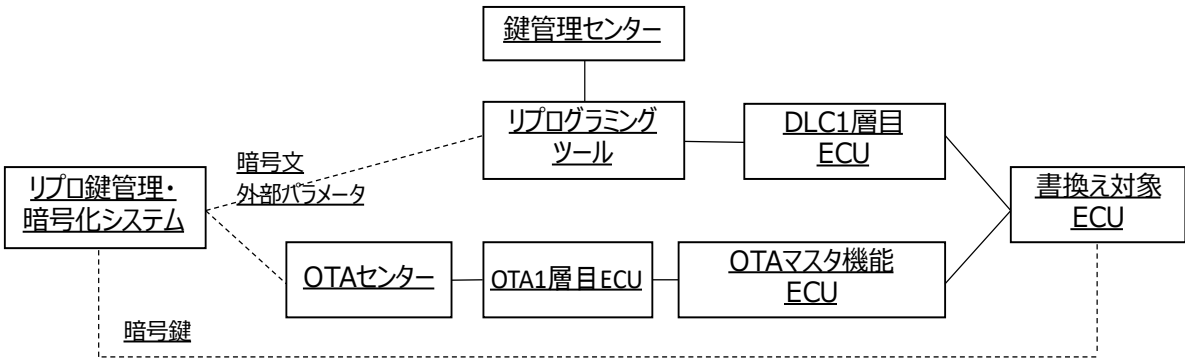 鍵管理センター
リプログラミング
ツール
DLC1層目
ECU
暗号文
外部パラメータ
リプロ鍵管理・
暗号化システム
書換え対象
ECU
OTAセンター
OTA1層目ECU
OTAマスタ機能
ECU
暗号鍵